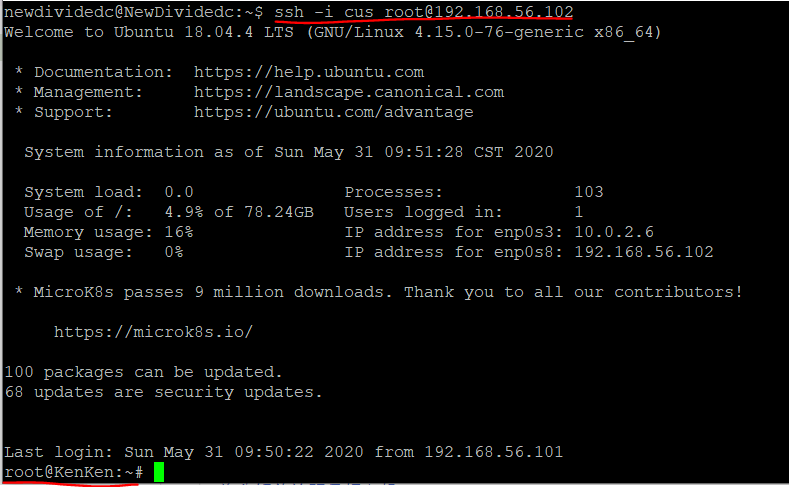 newdividedc@NewDividedc:~$ ssh -i cus root@192.168.56.102
Welcome to Ubuntu 18.04.4 LTS (GNU/Linux 4.15.0-76-generic x86_64)
* Documentation:  https://help.ubuntu.com
* Management:     https://landscape.canonical.com
* Support:        https://ubuntu.com/advantage
System information as of Sun May 31 09:51:28 CST 2020
System load:  0.0               Processes:             103
Usage of /:   4.9% of 78.24GB   Users logged in:       1
Memory usage: 16%               IP address for enp0s3: 10.0.2.6
Swap usage:   0%                IP address for enp0s8: 192.168.56.102
* MicroK8s passes 9 million downloads. Thank you to all our contributors!
https://microk8s.io/
100 packages can be updated.
68 updates are security updates.
Last login: Sun May 31 09:50:22 2020 from 192.168.56.101
root@KenKen:~#